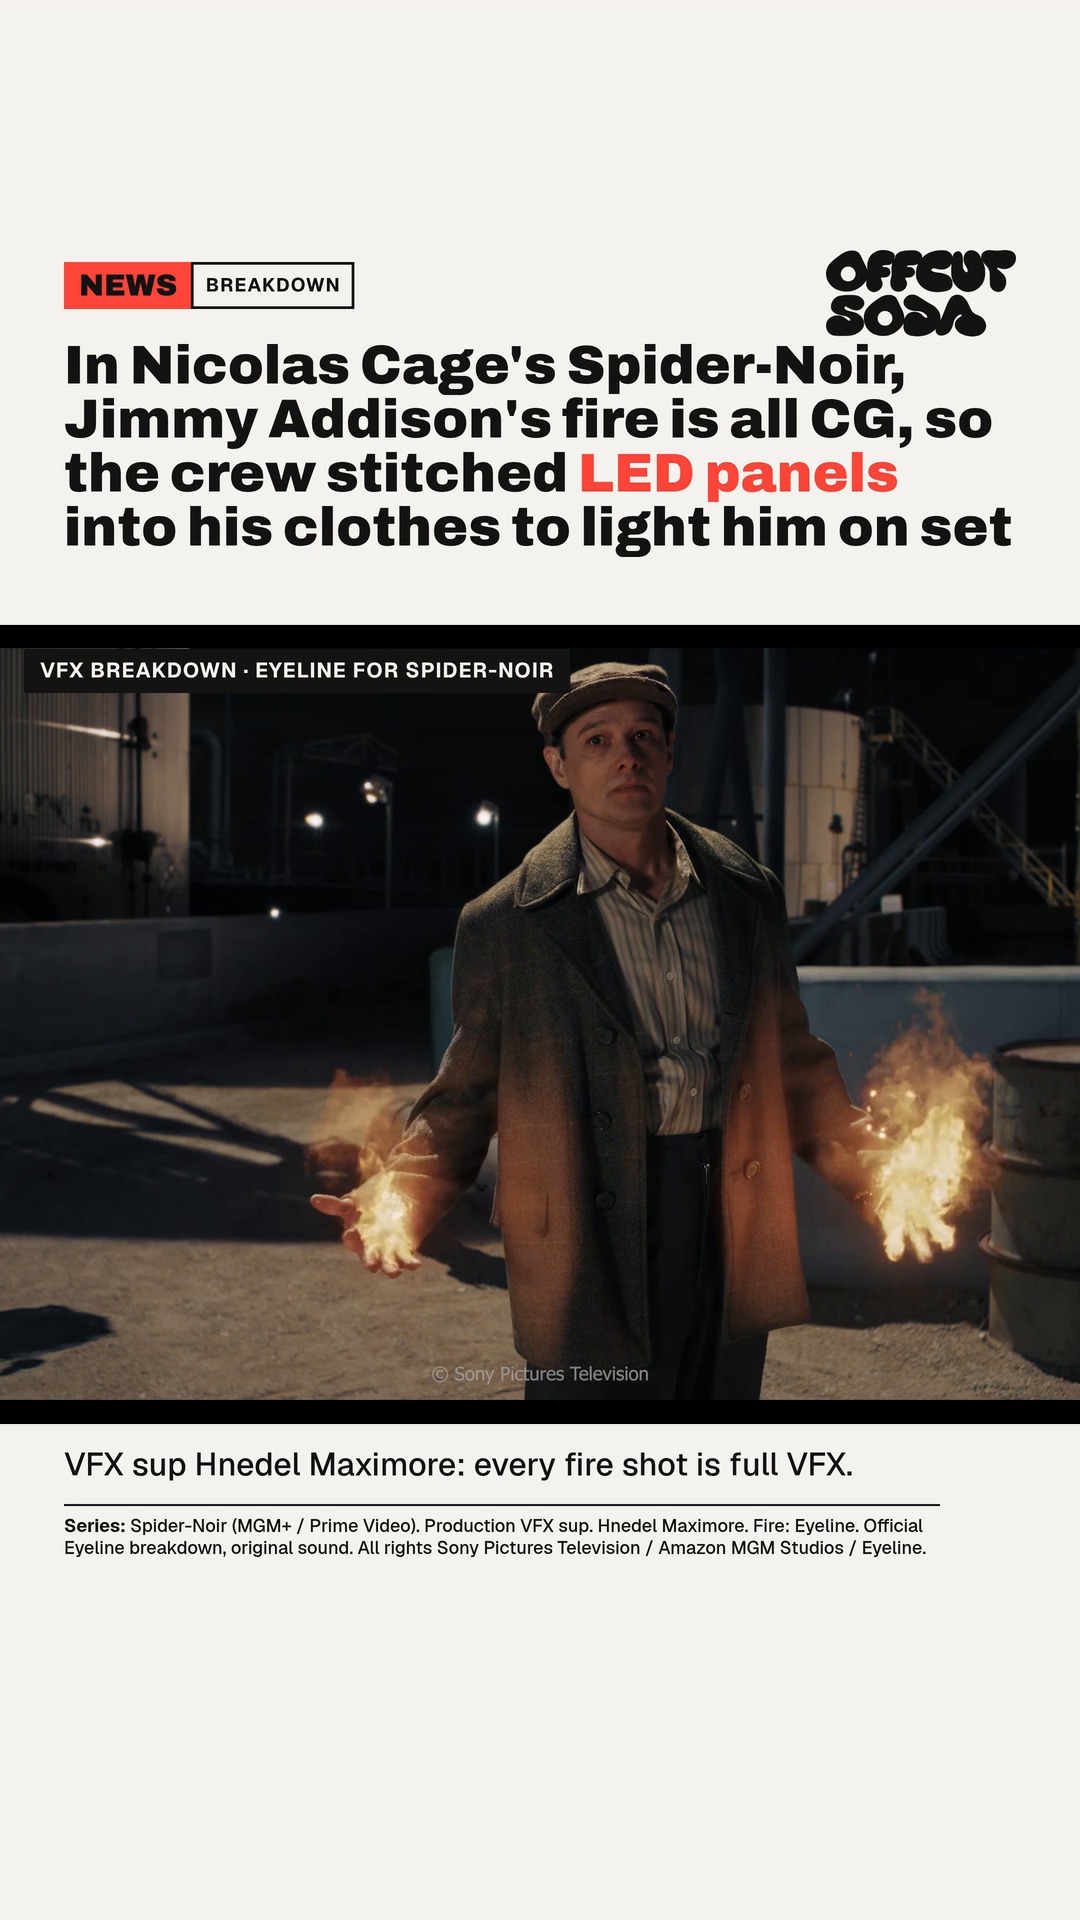 NEWS BREAKDOWN
OFFCUT
SODA
In Nicolas Cage's Spider-Noir,
Jimmy Addison's fire is all CG, so
the crew stitched LED panels
into his clothes to light him on set
VFX BREAKDOWN · EYELINE FOR SPIDER-NOIR
© Sony Pictures Television
VFX sup Hnedel Maximore: every fire shot is full VFX.
Series: Spider-Noir (MGM+ / Prime Video). Production VFX sup. Hnedel Maximore. Fire: Eyeline. Official
Eyeline breakdown, original sound. All rights Sony Pictures Television / Amazon MGM Studios / Eyeline.